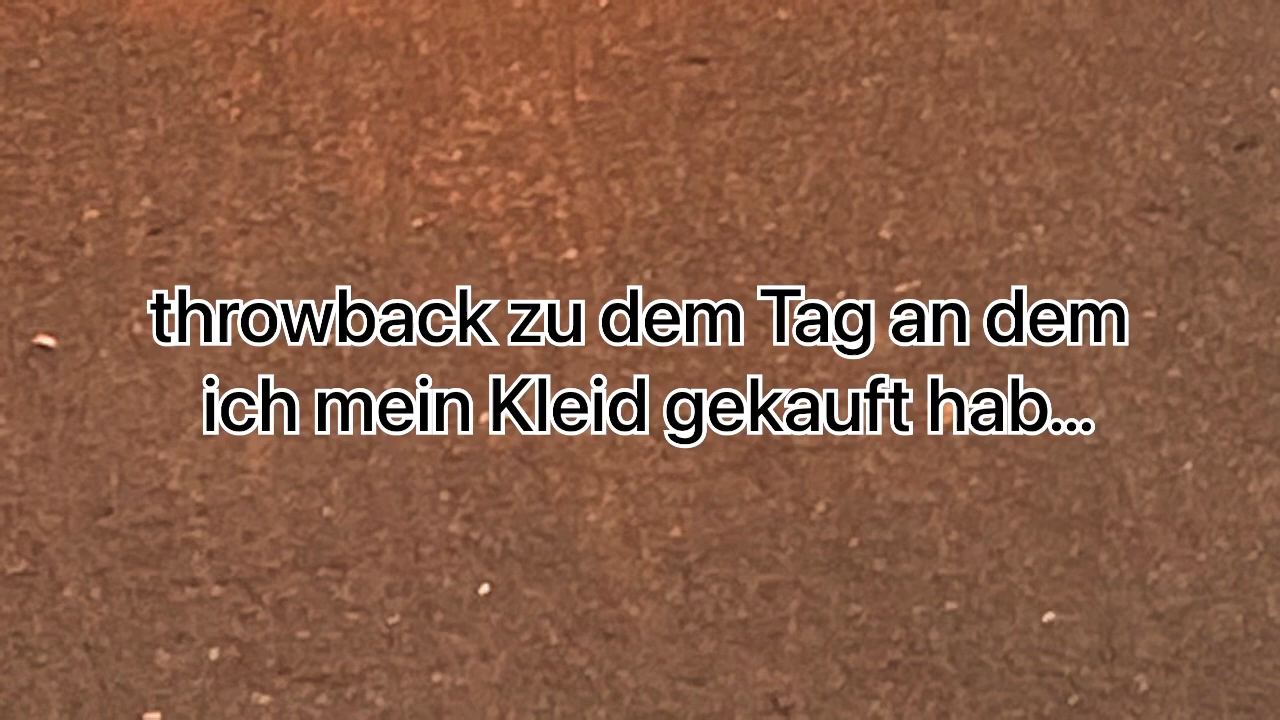 throwback zu dem Tag an dem
ich mein Kleid gekauft hab...